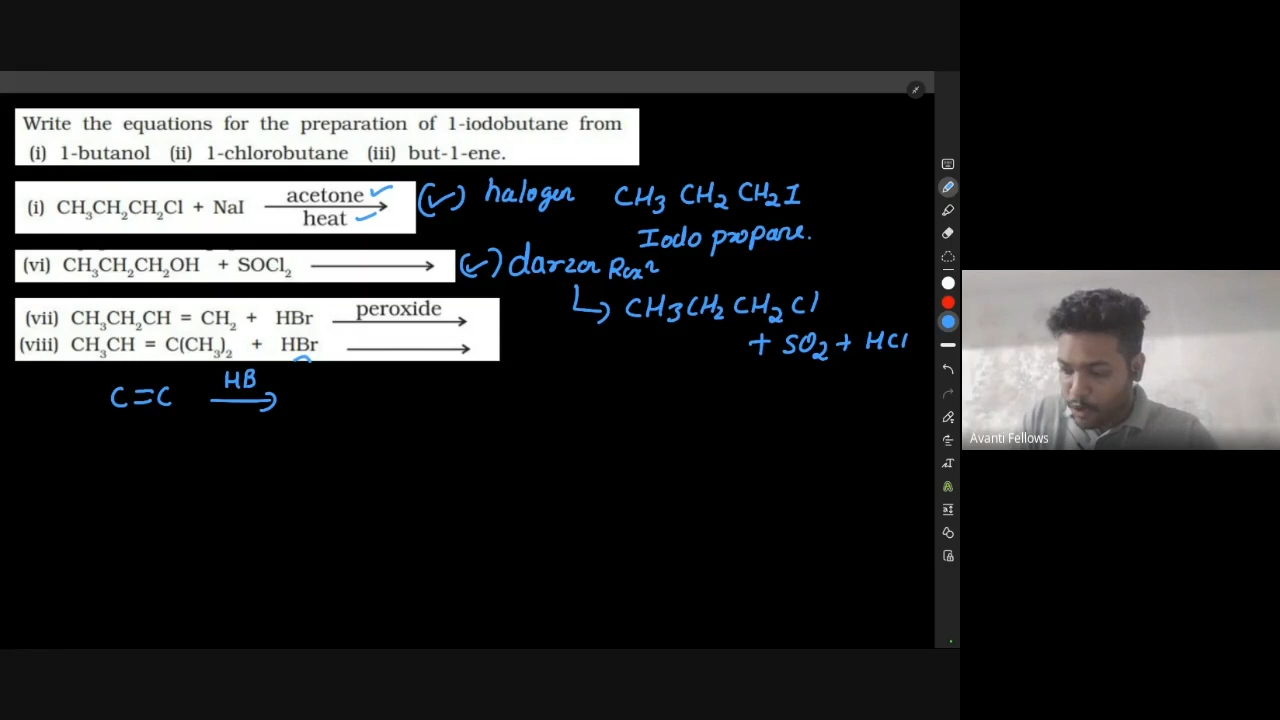 Write the equations for the preparation of 1-iodobutane from
(i) 1-butanol (ii) 1-chlorobutane (iii) but-1-ene.
(i) CH₃CH₂CH₂Cl + NaI acetone heat ⟶ (✓) halogen CH3 CH2 CH2I
Iodo propane.
(vi) CH₃CH₂CH₂OH + SOCl₂ ⟶ (✓) darzon Rxⁿ
↳ CH3CH2 CH2 Cl
+ SO2 + HCl
(vii) CH₃CH₂CH = CH₂ + HBr peroxide ⟶
(viii) CH₃CH = C(CH₃)₂ + HBr ⟶
C=C HB ⟶
Avanti Fellows